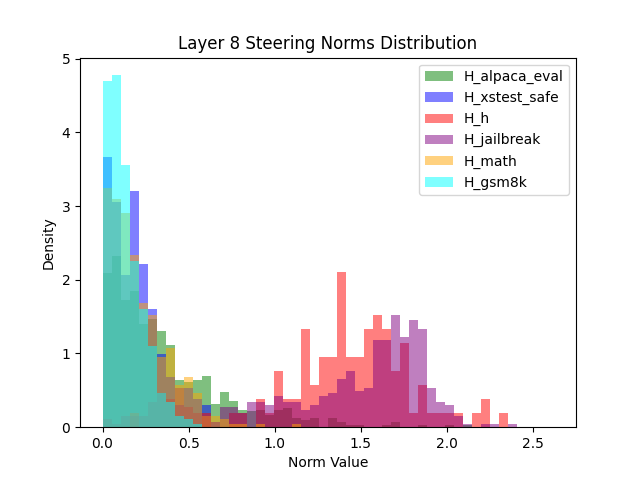 Layer 8 Steering Norms Distribution
5
4
3
2
1
0
Density
H_alpaca_eval
H_xstest_safe
H_h
H_jailbreak
H_math
H_gsm8k
0.0 0.5 1.0 1.5 2.0 2.5
Norm Value